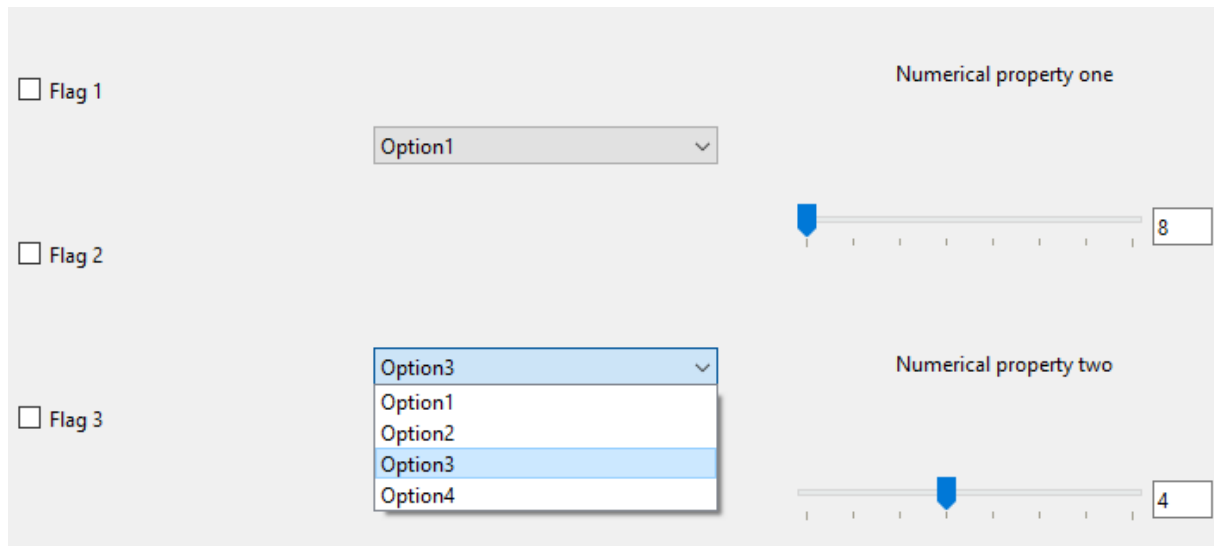 Flag 1
Flag 2
Flag 3
Option1
Option3
Option1
Option2
Option3
Option4
Numerical property one
8
Numerical property two
4